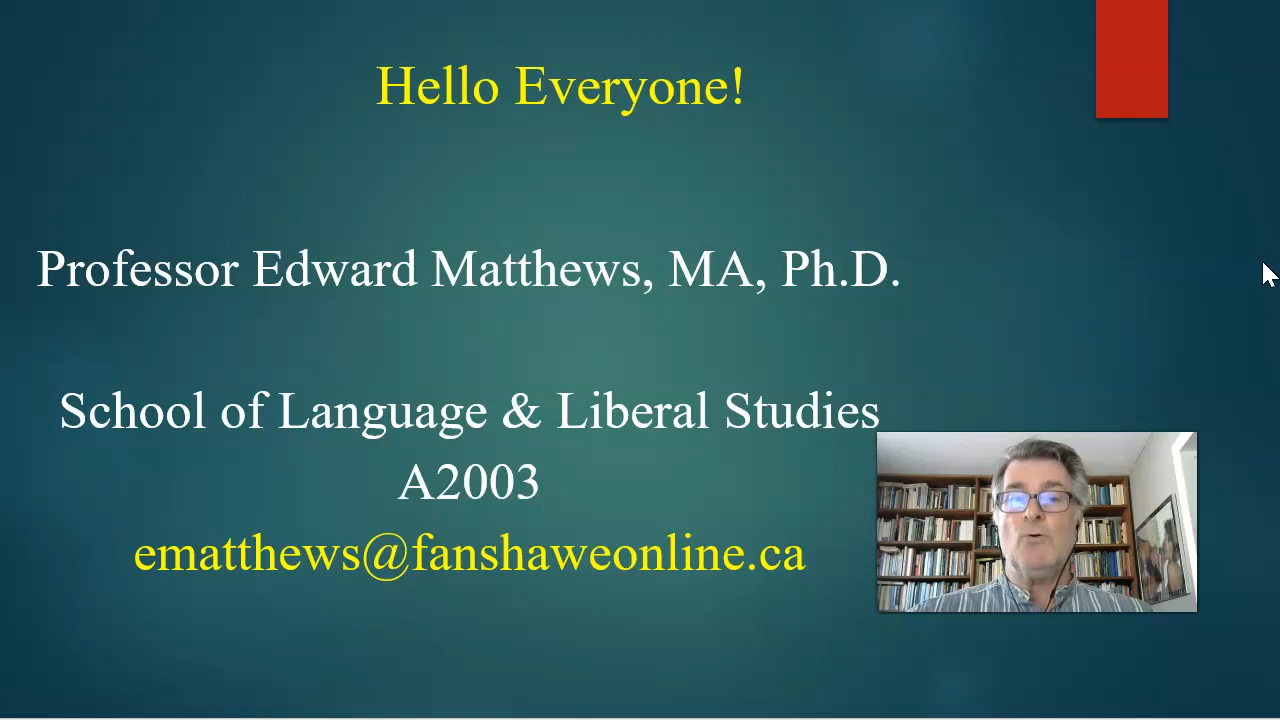 Hello Everyone!
Professor Edward Matthews, MA, Ph.D.
School of Language & Liberal Studies
A2003
ematthews@fanshaweonline.ca